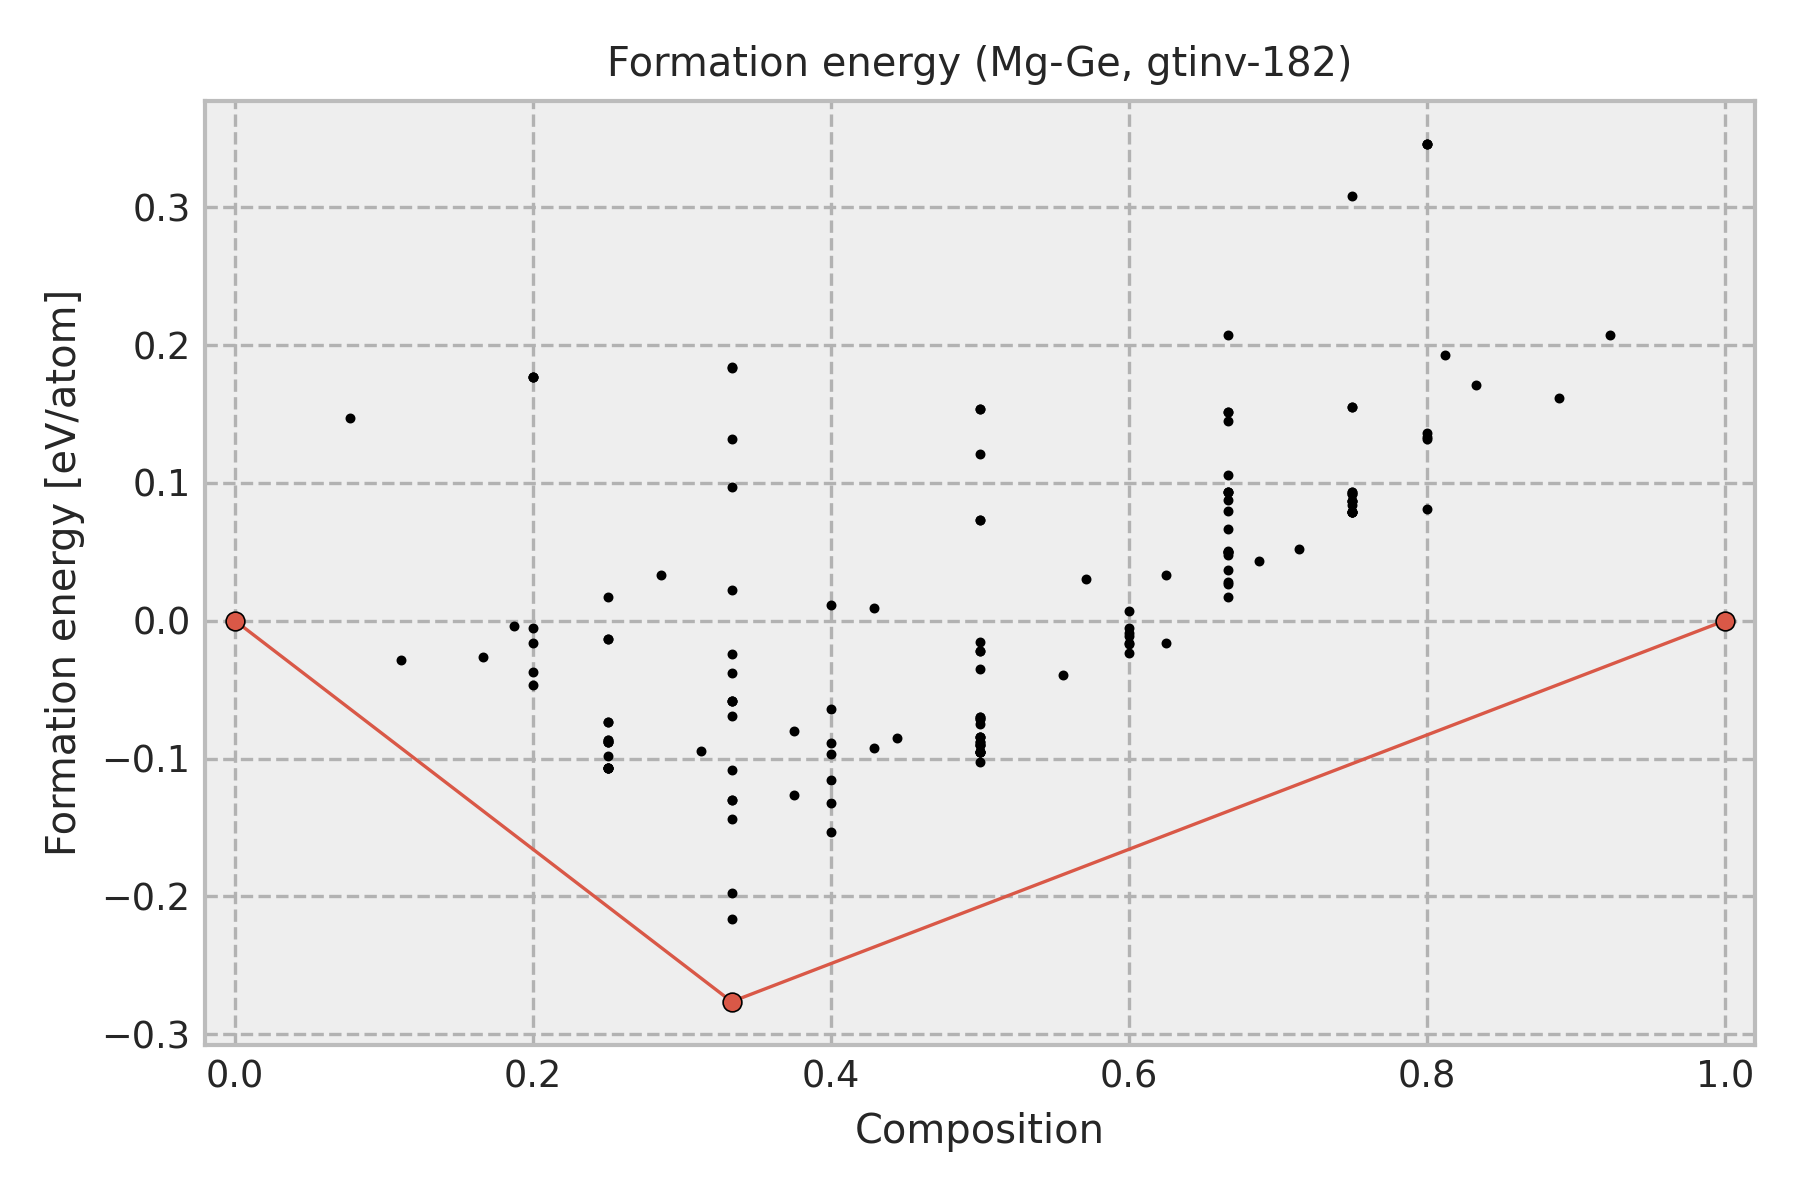 Formation energy (Mg-Ge, gtinv-182)
Formation energy [eV/atom]
0.3
0.2
0.1
0.0
−0.1
−0.2
−0.3
0.0 0.2 0.4 0.6 0.8 1.0
Composition